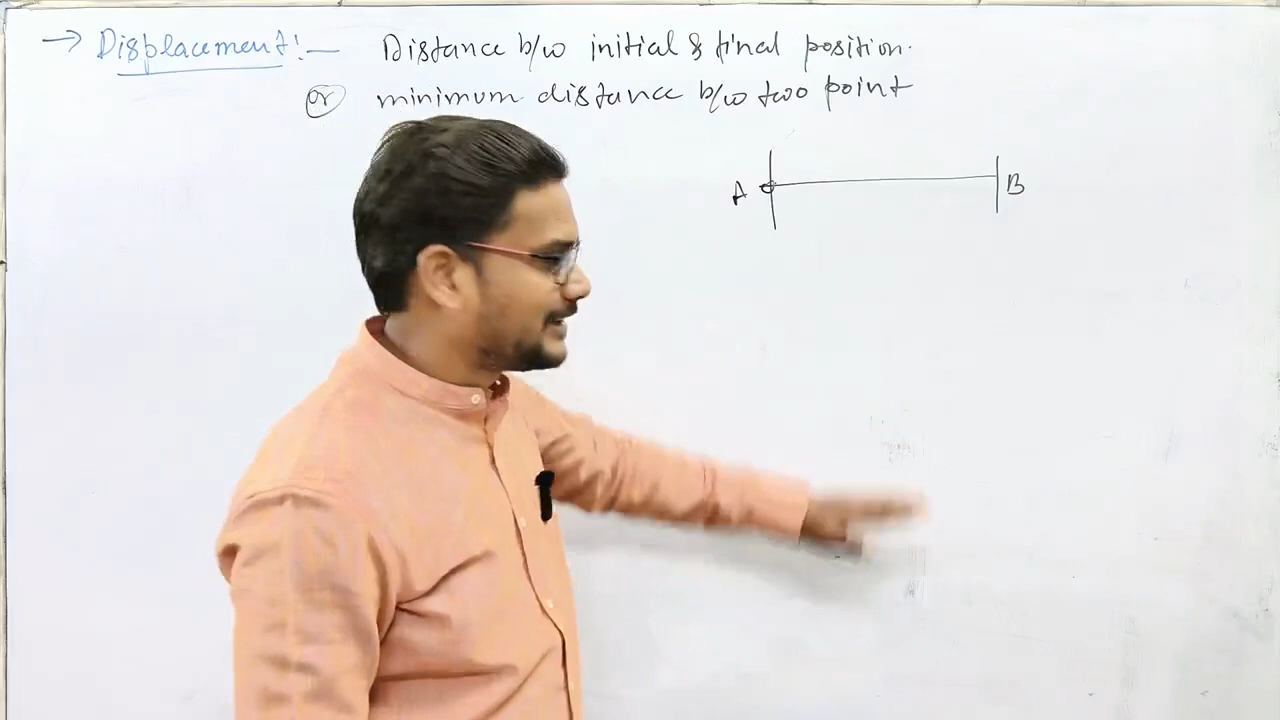 → Displacement:— Distance b/w initial & final position.
or minimum distance b/w two point
A B